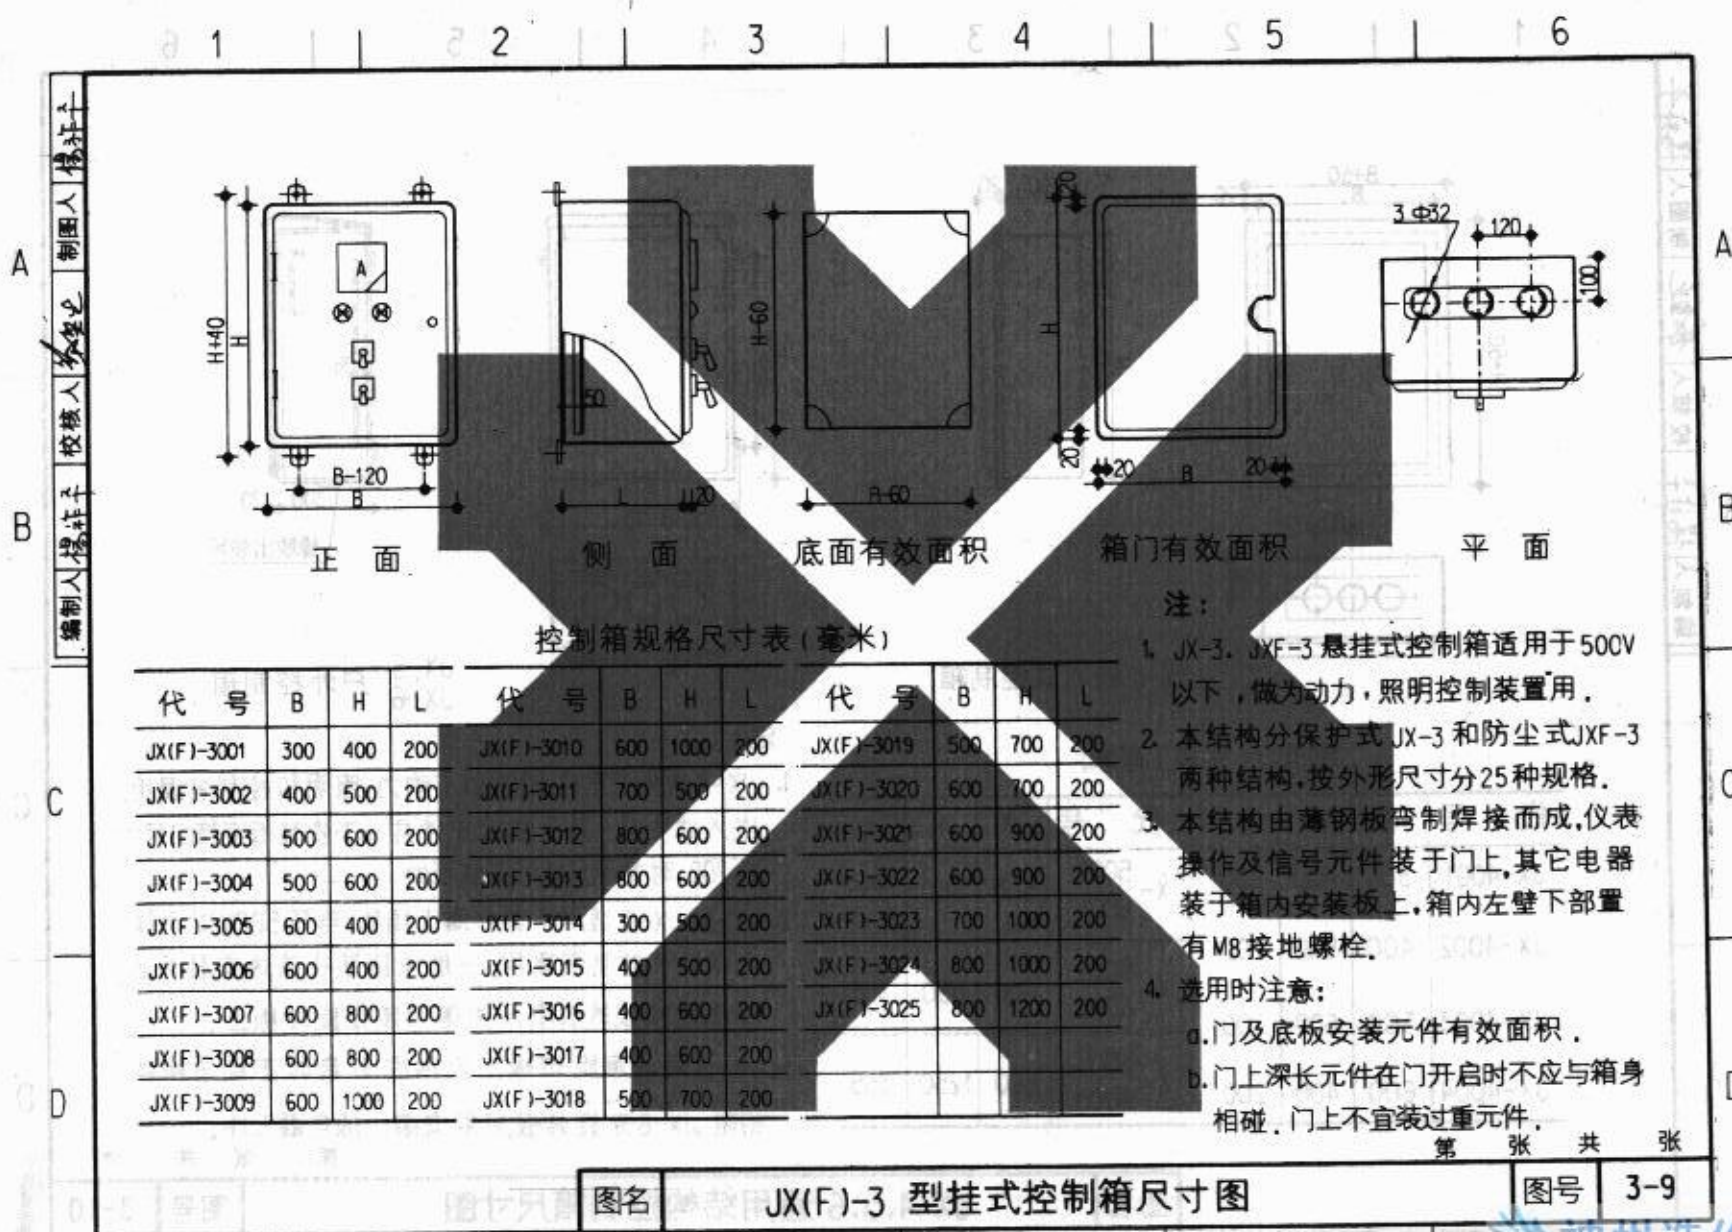 1 2 3 4 5 6
A
B
C
D
制图人
校核人
编制人
H+40
H
A
B-120
B
正 面
50
L
20
侧 面
H-60
B-60
底面有效面积
20
H
20
20
B
20
箱门有效面积
3 Φ32
120
100
平 面
控制箱规格尺寸表(毫米)
代 号 B H L 代 号 B H L 代 号 B H L
JX(F)-3001 300 400 200 JX(F)-3010 600 1000 200 JX(F)-3019 500 700 200
JX(F)-3002 400 500 200 JX(F)-3011 700 500 200 JX(F)-3020 600 700 200
JX(F)-3003 500 600 200 JX(F)-3012 800 600 200 JX(F)-3021 600 900 200
JX(F)-3004 500 600 200 JX(F)-3013 800 600 200 JX(F)-3022 600 900 200
JX(F)-3005 600 400 200 JX(F)-3014 300 500 200 JX(F)-3023 700 1000 200
JX(F)-3006 600 400 200 JX(F)-3015 400 500 200 JX(F)-3024 800 1000 200
JX(F)-3007 600 800 200 JX(F)-3016 400 600 200 JX(F)-3025 800 1200 200
JX(F)-3008 600 800 200 JX(F)-3017 400 600 200
JX(F)-3009 600 1000 200 JX(F)-3018 500 700 200
注:
1. JX-3. JXF-3悬挂式控制箱适用于500V
以下,做为动力,照明控制装置用.
2. 本结构分保护式JX-3和防尘式JXF-3
两种结构,按外形尺寸分25种规格.
3. 本结构由薄钢板弯制焊接而成,仪表
操作及信号元件装于门上,其它电器
装于箱内安装板上,箱内左壁下部置
有M8接地螺栓.
4. 选用时注意:
a.门及底板安装元件有效面积.
b.门上深长元件在门开启时不应与箱身
相碰.门上不宜装过重元件.
第 张 共 张
图名 JX(F)-3 型挂式控制箱尺寸图 图号 3-9